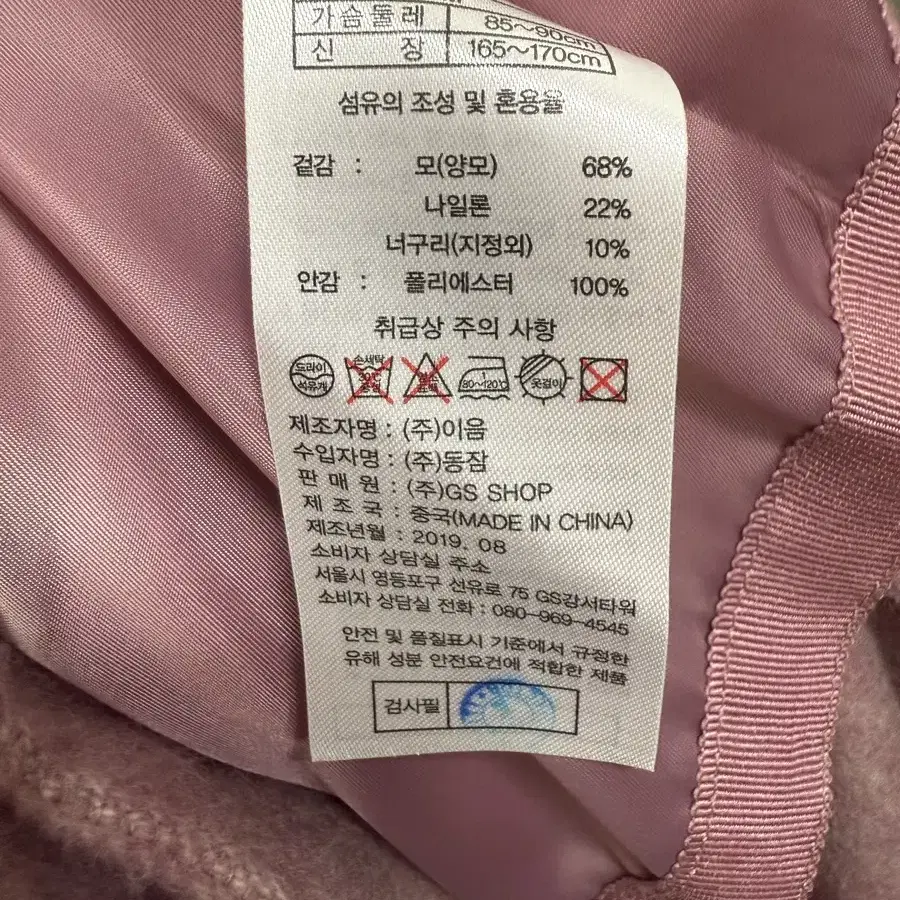 가슴둘레 85~90cm
신 장 165~170cm
섬유의 조성 및 혼용율
겉감 : 모(양모) 68%
나일론 22%
너구리(지정외) 10%
안감 : 폴리에스터 100%
취급상 주의 사항
드라이 석유계 손세탁 80~120℃ 옷걸이
제조자명 : (주)이음
수입자명 : (주)동잠
판 매 원 : (주)GS SHOP
제 조 국 : 중국(MADE IN CHINA)
제조년월 : 2019. 08
소비자 상담실 주소
서울시 영등포구 선유로 75 GS강서타워
소비자 상담실 전화 : 080-969-4545
안전 및 품질표시 기준에서 규정한
유해 성분 안전요건에 적합한 제품
검사필